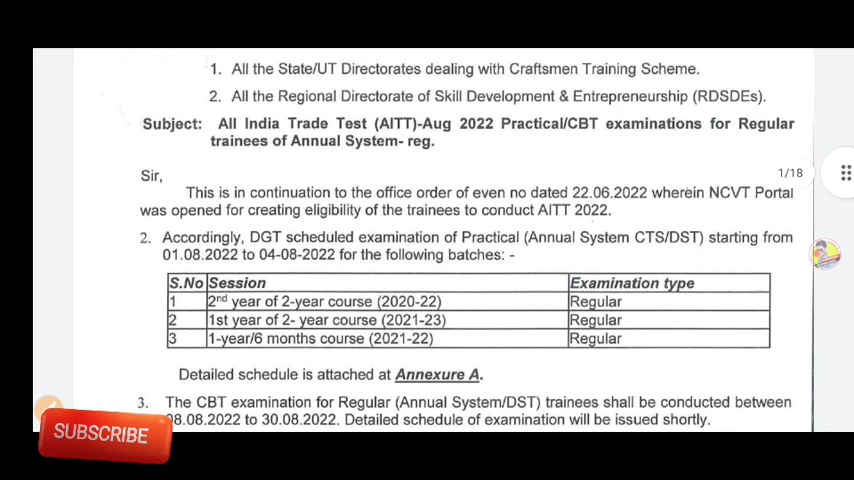 1. All the State/UT Directorates dealing with Craftsmen Training Scheme.
2. All the Regional Directorate of Skill Development & Entrepreneurship (RDSDEs).
Subject: All India Trade Test (AITT)-Aug 2022 Practical/CBT examinations for Regular
trainees of Annual System- reg.
1/18
Sir,
This is in continuation to the office order of even no dated 22.06.2022 wherein NCVT Portal
was opened for creating eligibility of the trainees to conduct AITT 2022.
2. Accordingly, DGT scheduled examination of Practical (Annual System CTS/DST) starting from
01.08.2022 to 04-08-2022 for the following batches: -
S.No Session Examination type
1 2nd year of 2-year course (2020-22) Regular
2 1st year of 2- year course (2021-23) Regular
3 1-year/6 months course (2021-22) Regular
Detailed schedule is attached at Annexure A.
3. The CBT examination for Regular (Annual System/DST) trainees shall be conducted between
08.08.2022 to 30.08.2022. Detailed schedule of examination will be issued shortly.
SUBSCRIBE